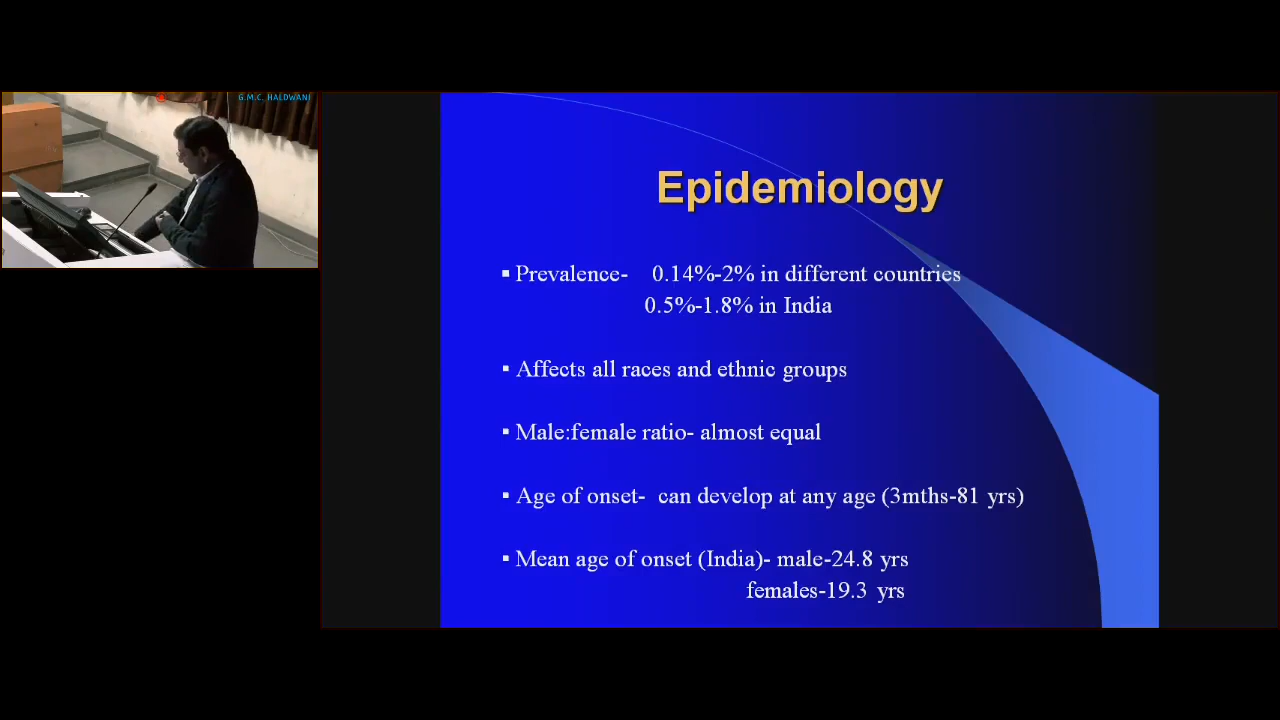 G.M.C. HALDWANI
Epidemiology
▪ Prevalence- 0.14%-2% in different countries
0.5%-1.8% in India
▪ Affects all races and ethnic groups
▪ Male:female ratio- almost equal
▪ Age of onset- can develop at any age (3mths-81 yrs)
▪ Mean age of onset (India)- male-24.8 yrs
females-19.3 yrs